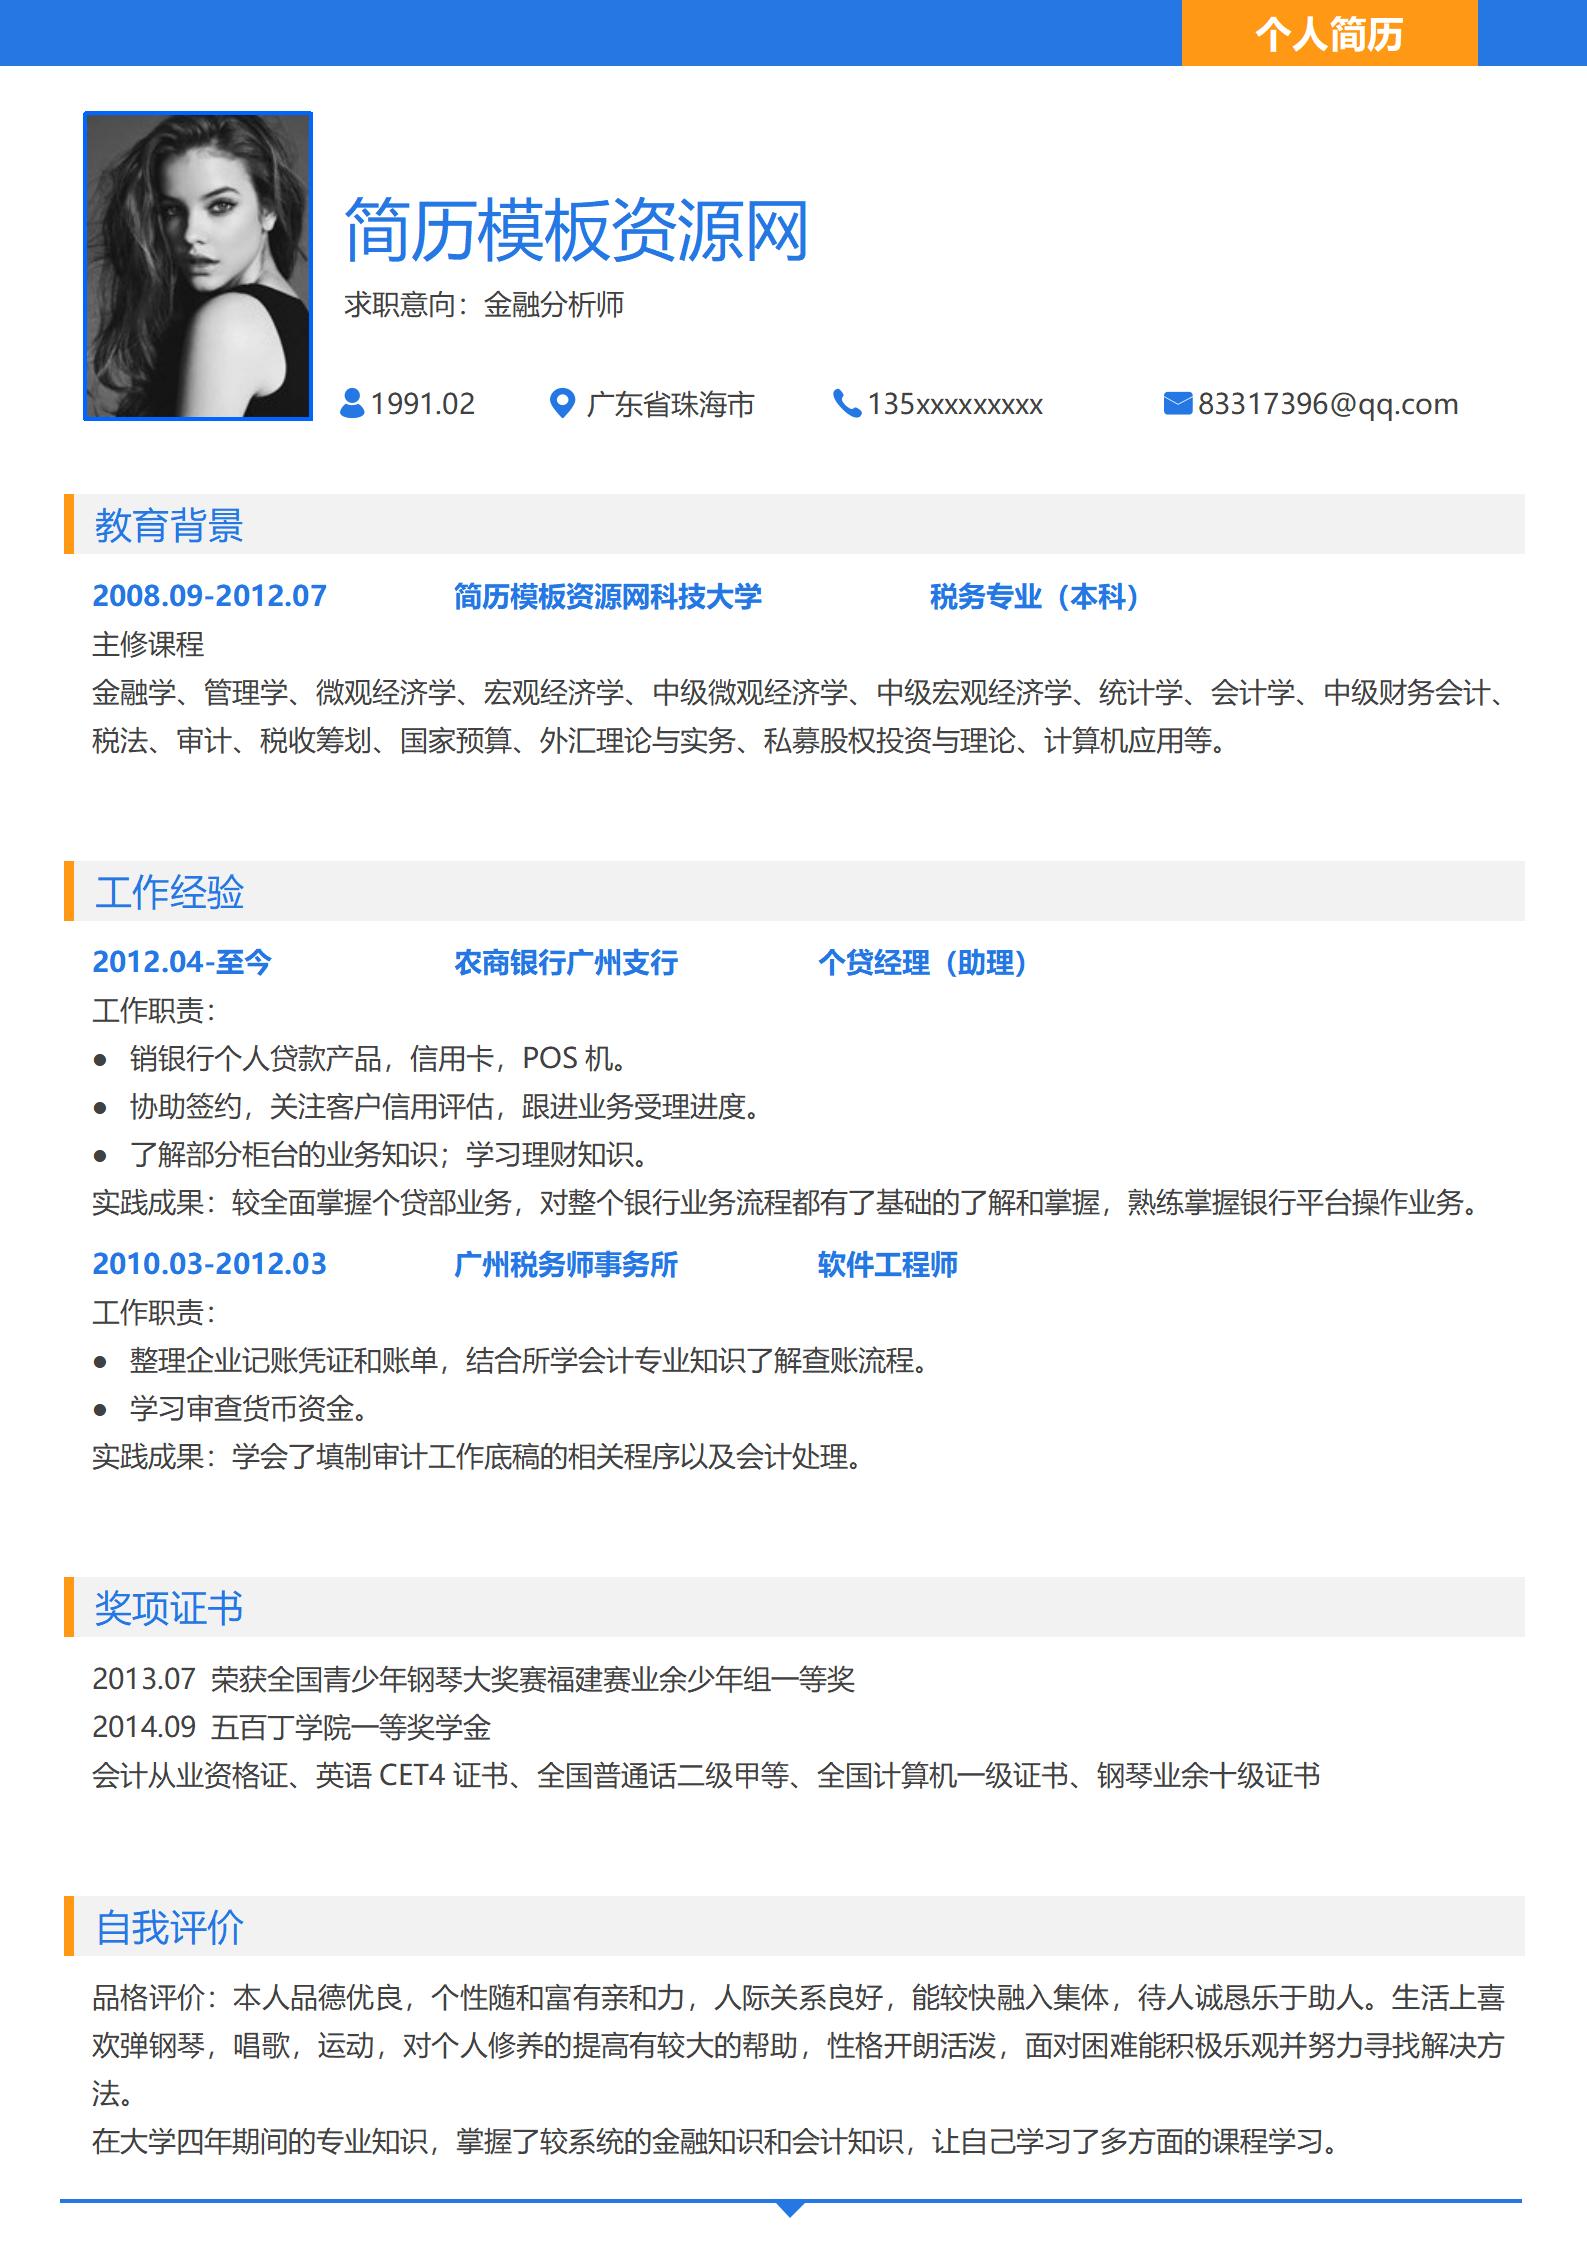 个人简历
简历模板资源网
求职意向：金融分析师
1991.02 广东省珠海市 135xxxxxxxxx 83317396@qq.com
教育背景
2008.09-2012.07 简历模板资源网科技大学 税务专业（本科）
主修课程
金融学、管理学、微观经济学、宏观经济学、中级微观经济学、中级宏观经济学、统计学、会计学、中级财务会计、
税法、审计、税收筹划、国家预算、外汇理论与实务、私募股权投资与理论、计算机应用等。
工作经验
2012.04-至今 农商银行广州支行 个贷经理（助理）
工作职责：
● 销银行个人贷款产品，信用卡，POS 机。
● 协助签约，关注客户信用评估，跟进业务受理进度。
● 了解部分柜台的业务知识；学习理财知识。
实践成果：较全面掌握个贷部业务，对整个银行业务流程都有了基础的了解和掌握，熟练掌握银行平台操作业务。
2010.03-2012.03 广州税务师事务所 软件工程师
工作职责：
● 整理企业记账凭证和账单，结合所学会计专业知识了解查账流程。
● 学习审查货币资金。
实践成果：学会了填制审计工作底稿的相关程序以及会计处理。
奖项证书
2013.07 荣获全国青少年钢琴大奖赛福建赛业余少年组一等奖
2014.09 五百丁学院一等奖学金
会计从业资格证、英语 CET4 证书、全国普通话二级甲等、全国计算机一级证书、钢琴业余十级证书
自我评价
品格评价：本人品德优良，个性随和富有亲和力，人际关系良好，能较快融入集体，待人诚恳乐于助人。生活上喜
欢弹钢琴，唱歌，运动，对个人修养的提高有较大的帮助，性格开朗活泼，面对困难能积极乐观并努力寻找解决方
法。
在大学四年期间的专业知识，掌握了较系统的金融知识和会计知识，让自己学习了多方面的课程学习。